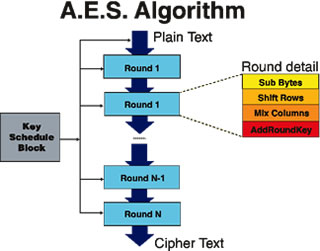 A.E.S. Algorithm
Plain Text
Round 1
Round 1
Key
Schedule
Block
Round N-1
Round N
Cipher Text
Round detail
Sub Bytes
Shift Rows
Mix Columns
AddRoundKey